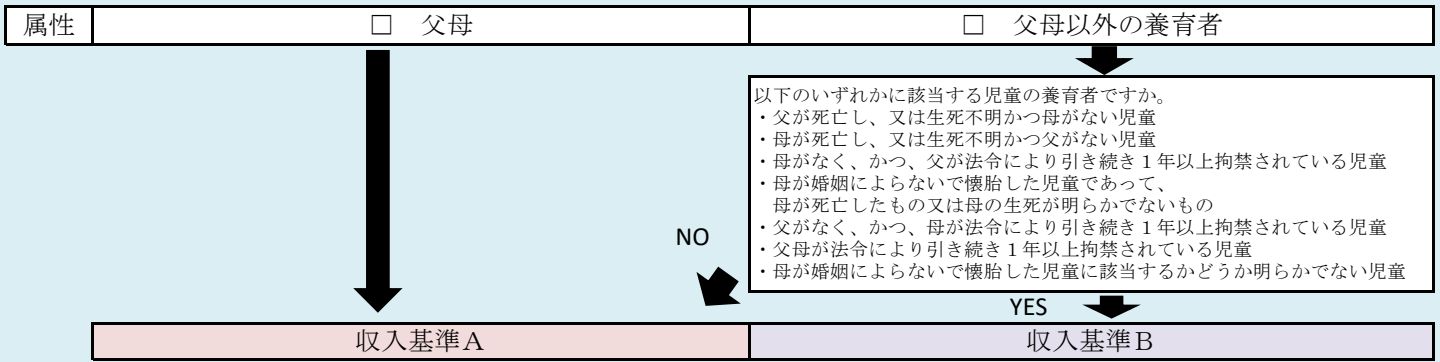 属性 □ 父母 □ 父母以外の養育者
以下のいずれかに該当する児童の養育者ですか。
・父が死亡し、又は生死不明かつ母がない児童
・母が死亡し、又は生死不明かつ父がない児童
・母がなく、かつ、父が法令により引き続き１年以上拘禁されている児童
・母が婚姻によらないで懐胎した児童であって、
母が死亡したもの又は母の生死が明らかでないもの
・父がなく、かつ、母が法令により引き続き１年以上拘禁されている児童
・父母が法令により引き続き１年以上拘禁されている児童
・母が婚姻によらないで懐胎した児童に該当するかどうか明らかでない児童
NO
YES
収入基準Ａ 収入基準Ｂ